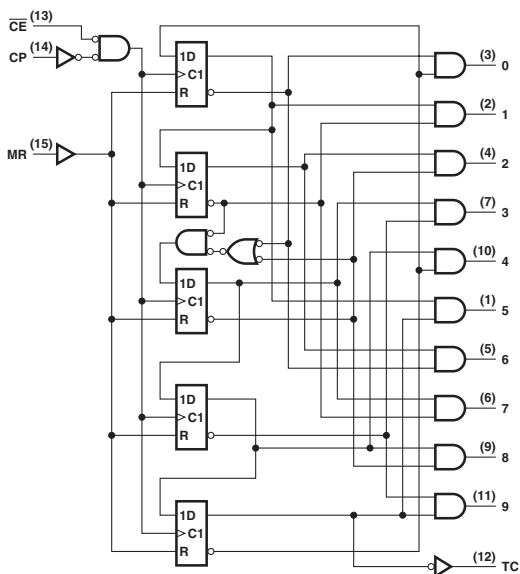 CE (13)
CP (14)
MR (15)
1D
C1
R
1D
C1
R
1D
C1
R
1D
C1
R
1D
C1
R
(3) 0
(2) 1
(4) 2
(7) 3
(10) 4
(1) 5
(5) 6
(6) 7
(9) 8
(11) 9
(12) TC